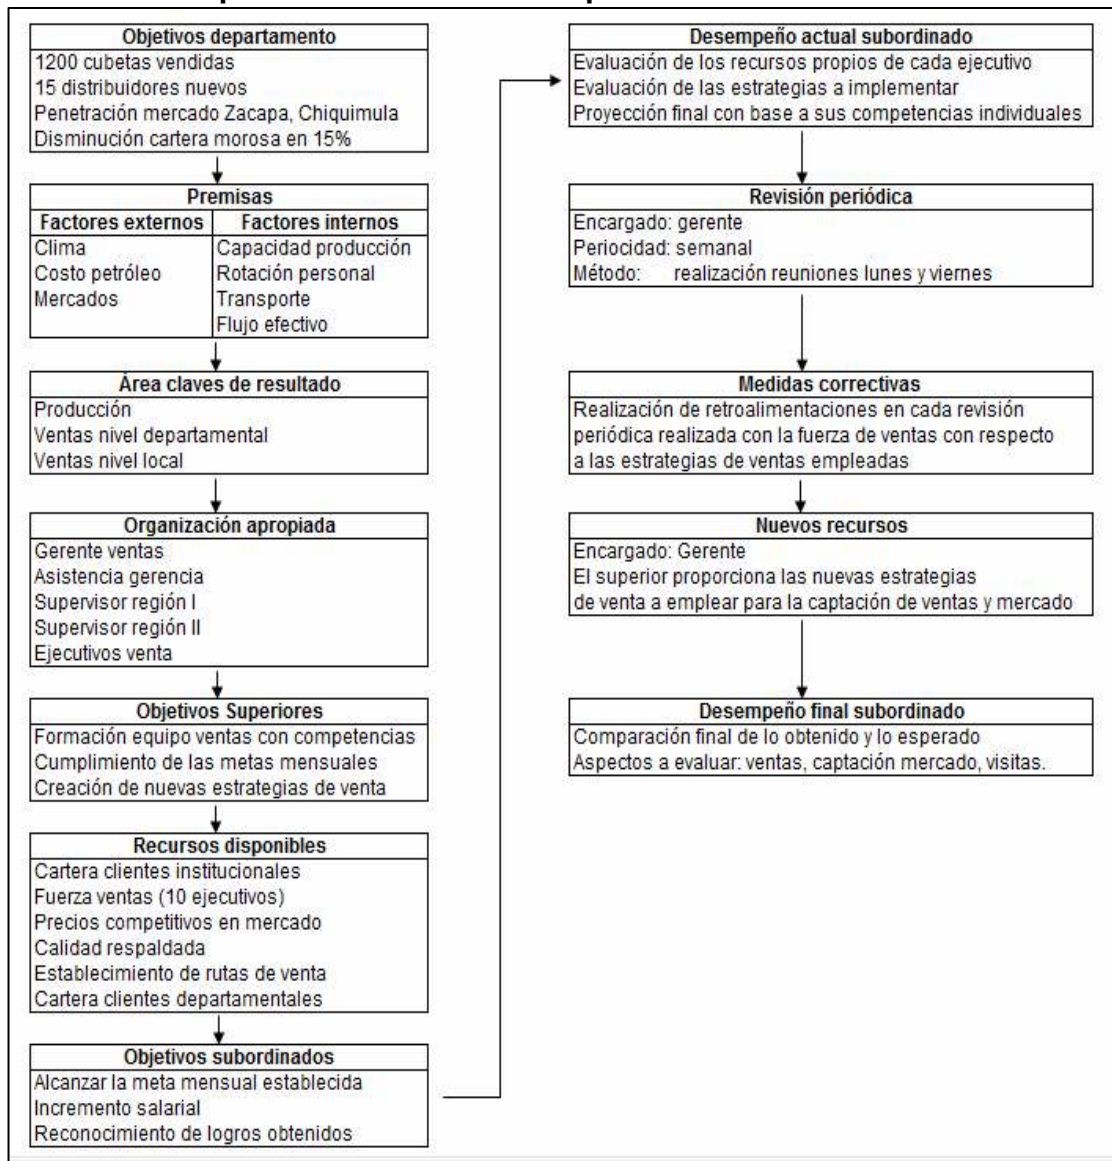 Objetivos departamento
1200 cubetas vendidas
15 distribuidores nuevos
Penetración mercado Zacapa, Chiquimula
Disminución cartera morosa en 15%
Premisas
Factores externos
Clima
Costo petróleo
Mercados
Factores internos
Capacidad producción
Rotación personal
Transporte
Flujo efectivo
Área claves de resultado
Producción
Ventas nivel departamental
Ventas nivel local
Organización apropiada
Gerente ventas
Asistencia gerencia
Supervisor región I
Supervisor región II
Ejecutivos venta
Objetivos Superiores
Formación equipo ventas con competencias
Cumplimiento de las metas mensuales
Creación de nuevas estrategias de venta
Recursos disponibles
Cartera clientes institucionales
Fuerza ventas (10 ejecutivos)
Precios competitivos en mercado
Calidad respaldada
Establecimiento de rutas de venta
Cartera clientes departamentales
Objetivos subordinados
Alcanzar la meta mensual establecida
Incremento salarial
Reconocimiento de logros obtenidos
Desempeño actual subordinado
Evaluación de los recursos propios de cada ejecutivo
Evaluación de las estrategias a implementar
Proyección final con base a sus competencias individuales
Revisión periódica
Encargado: gerente
Periocidad: semanal
Método: realización reuniones lunes y viernes
Medidas correctivas
Realización de retroalimentaciones en cada revisión
periódica realizada con la fuerza de ventas con respecto
a las estrategias de ventas empleadas
Nuevos recursos
Encargado: Gerente
El superior proporciona las nuevas estrategias
de venta a emplear para la captación de ventas y mercado
Desempeño final subordinado
Comparación final de lo obtenido y lo esperado
Aspectos a evaluar: ventas, captación mercado, visitas.